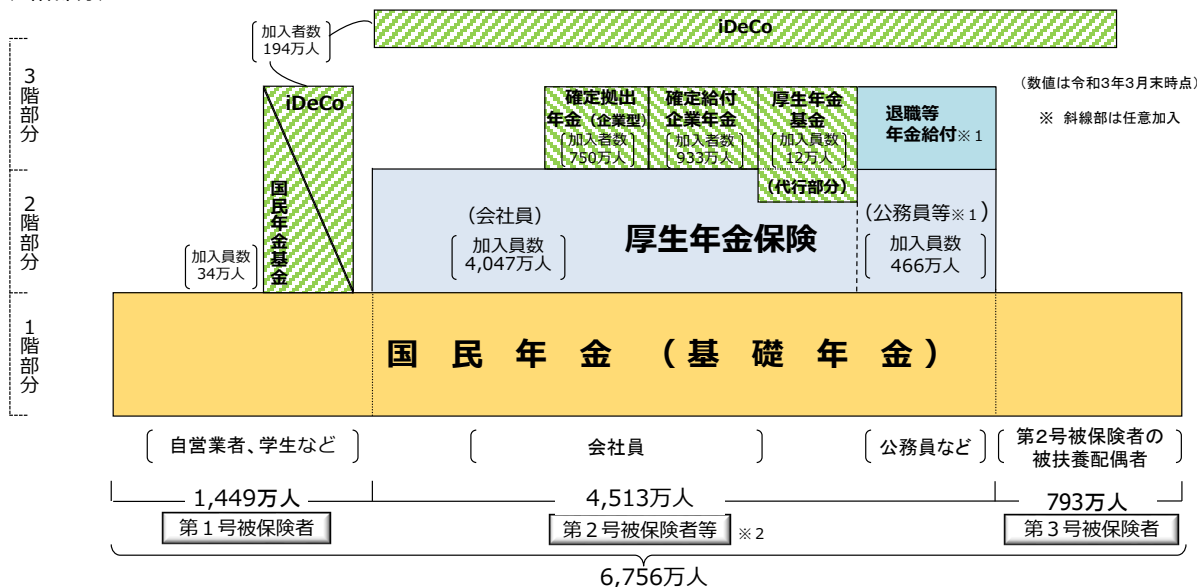 iDeCo
加入者数
194万人
3階部分
2階部分
1階部分
(数値は令和3年3月末時点)
※ 斜線部は任意加入
iDeCo
国民年金基金
加入員数
34万人
確定拠出
年金（企業型）
加入者数
750万人
確定給付
企業年金
加入者数
933万人
厚生年金
基金
加入員数
12万人
(代行部分)
退職等
年金給付※1
(会社員)
加入員数
4,047万人
厚生年金保険
(公務員等※1)
加入員数
466万人
国民年金（基礎年金）
自営業者、学生など
会社員
公務員など
第2号被保険者の
被扶養配偶者
1,449万人
4,513万人
793万人
第1号被保険者
第2号被保険者等 ※2
第3号被保険者
6,756万人